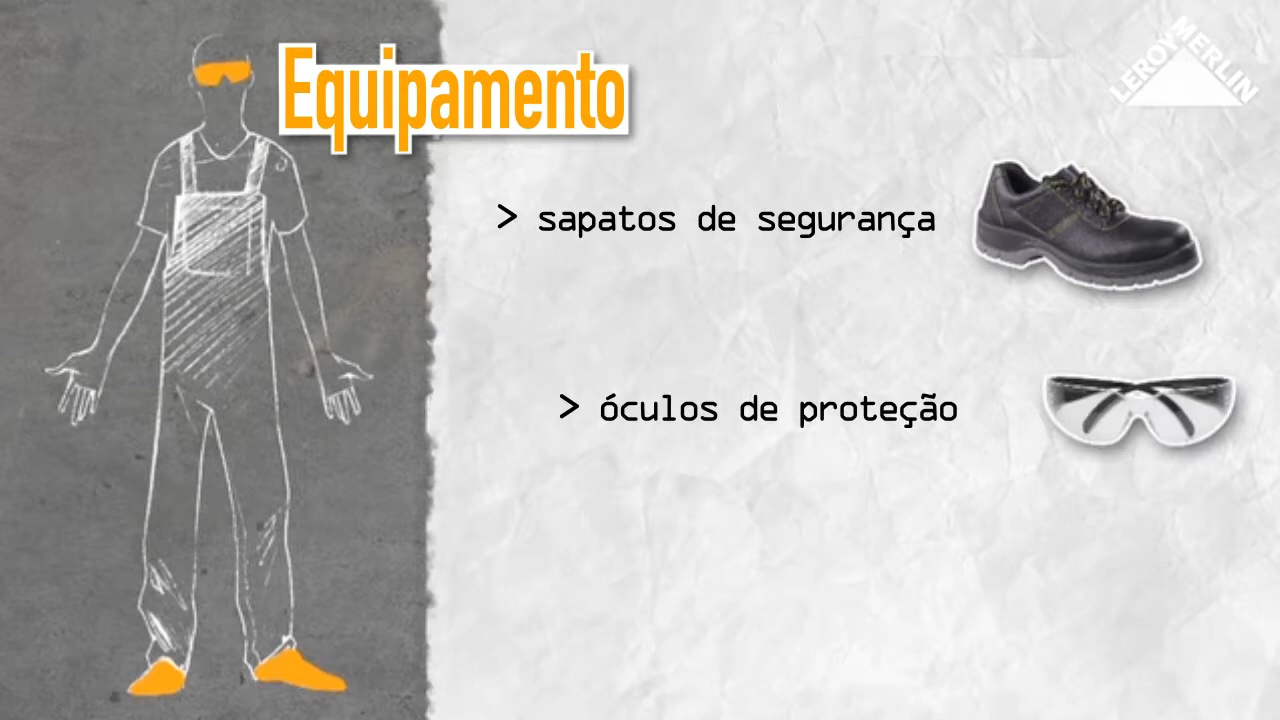 Equipamento
LEROY MERLIN
> sapatos de segurança
> óculos de proteção